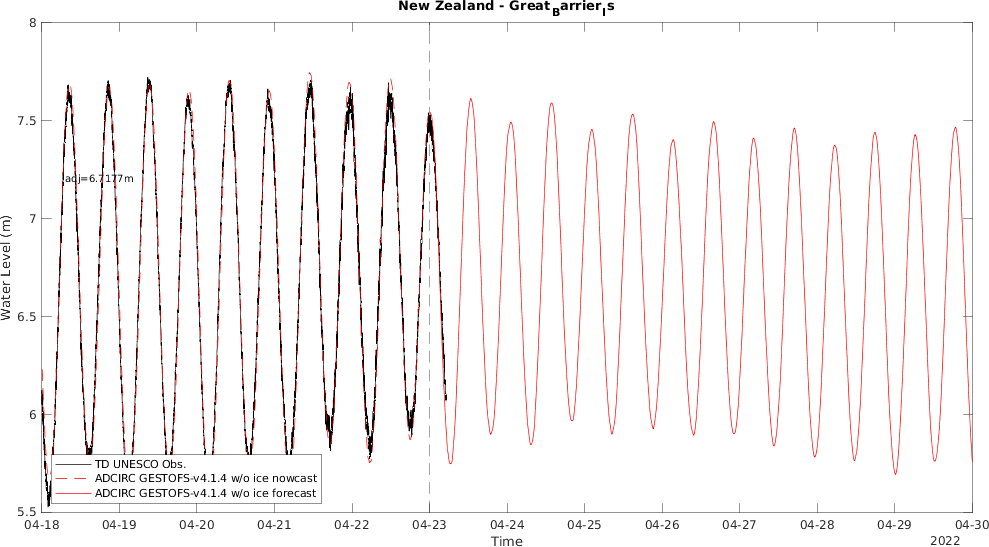 New Zealand - GreatBarrierIs
8
7.5
7
6.5
6
5.5
Water Level (m)
adj=6.7177m
TD UNESCO Obs.
ADCIRC GESTOFS-v4.1.4 w/o ice nowcast
ADCIRC GESTOFS-v4.1.4 w/o ice forecast
04-18 04-19 04-20 04-21 04-22 04-23 04-24 04-25 04-26 04-27 04-28 04-29 04-30
Time
2022